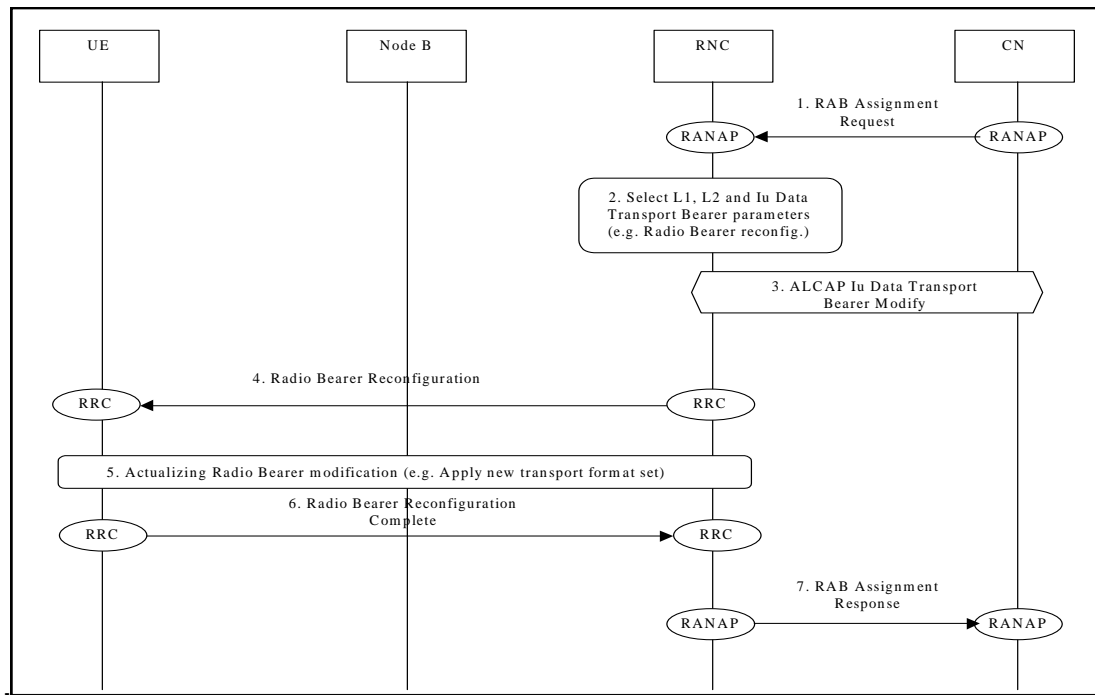 UE
Node B
RNC
CN
1. RAB Assignment
Request
RANAP
RANAP
2. Select L1, L2 and Iu Data
Transport Bearer parameters
(e.g. Radio Bearer reconfig.)
3. ALCAP Iu Data Transport
Bearer Modify
4. Radio Bearer Reconfiguration
RRC
RRC
5. Actualizing Radio Bearer modification (e.g. Apply new transport format set)
6. Radio Bearer Reconfiguration
Complete
RRC
RRC
7. RAB Assignment
Response
RANAP
RANAP